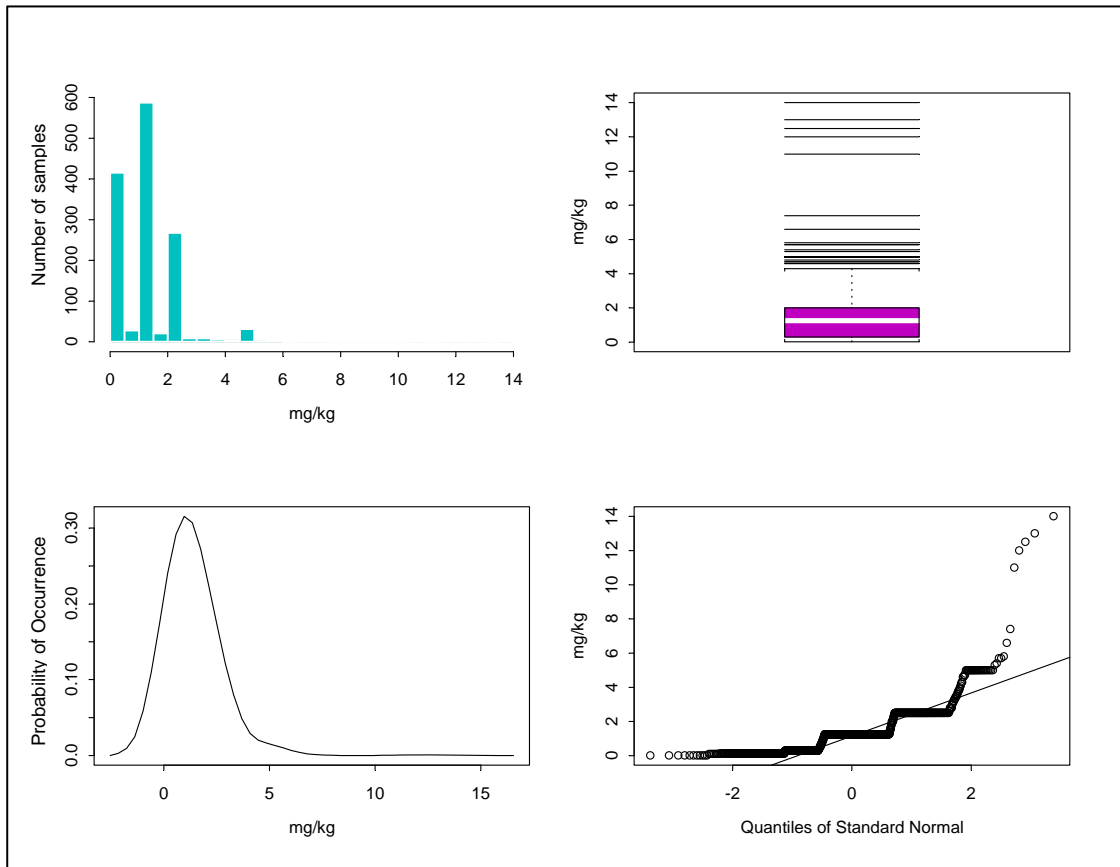 Number of samples
0 100 200 300 400 500 600
0 2 4 6 8 10 12 14
mg/kg
mg/kg
0 2 4 6 8 10 12 14
Probability of Occurrence
0.0 0.10 0.20 0.30
0 5 10 15
mg/kg
mg/kg
0 2 4 6 8 10 12 14
-2 0 2
Quantiles of Standard Normal